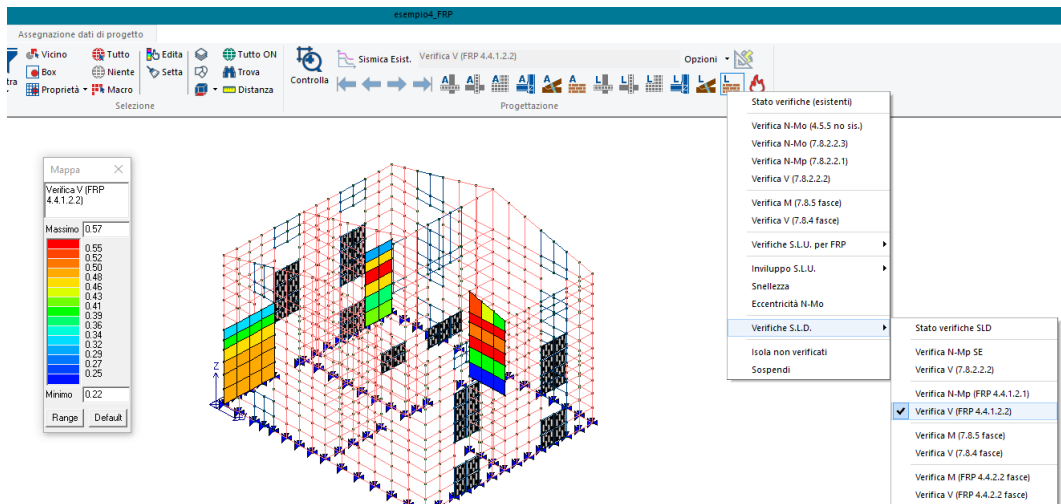 esempio4_FRP
Assegnazione dati di progetto
Vicino Tutto Edita Tutto ON
Box Niente Setta Trova
Proprietà Macro Distanza
Selezione
Controlla
Sismica Esist. Verifica V (FRP 4.4.1.2.2) Opzioni
A A A A A A L L L L L L
Progettazione
Mappa
Verifica V (FRP
4.4.1.2.2)
Massimo 0.57
0.55
0.52
0.50
0.48
0.46
0.43
0.41
0.39
0.36
0.34
0.32
0.29
0.27
0.25
Minimo 0.22
Range Default
Z
Stato verifiche (esistenti)
Verifica N-Mo (4.5.5 no sis.)
Verifica N-Mo (7.8.2.2.3)
Verifica N-Mp (7.8.2.2.1)
Verifica V (7.8.2.2.2)
Verifica M (7.8.5 fasce)
Verifica V (7.8.4 fasce)
Verifiche S.L.U. per FRP
Inviluppo S.L.U.
Snellezza
Eccentricità N-Mo
Verifiche S.L.D.
Isola non verificati
Sospendi
Stato verifiche SLD
Verifica N-Mp SE
Verifica V (7.8.2.2.2)
Verifica N-Mp (FRP 4.4.1.2.1)
Verifica V (FRP 4.4.1.2.2)
Verifica M (7.8.5 fasce)
Verifica V (7.8.4 fasce)
Verifica M (FRP 4.4.2.2 fasce)
Verifica V (FRP 4.4.2.2 fasce)